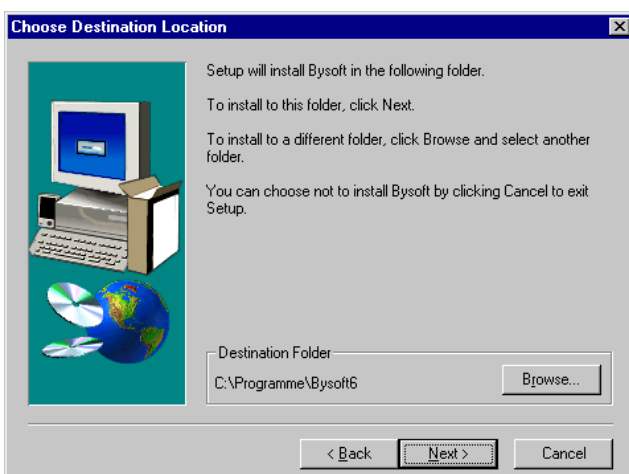 Choose Destination Location
Setup will install Bysoft in the following folder.
To install to this folder, click Next.
To install to a different folder, click Browse and select another
folder.
You can choose not to install Bysoft by clicking Cancel to exit
Setup.
Destination Folder
C:\Programme\Bysoft6
Browse...
< Back
Next >
Cancel